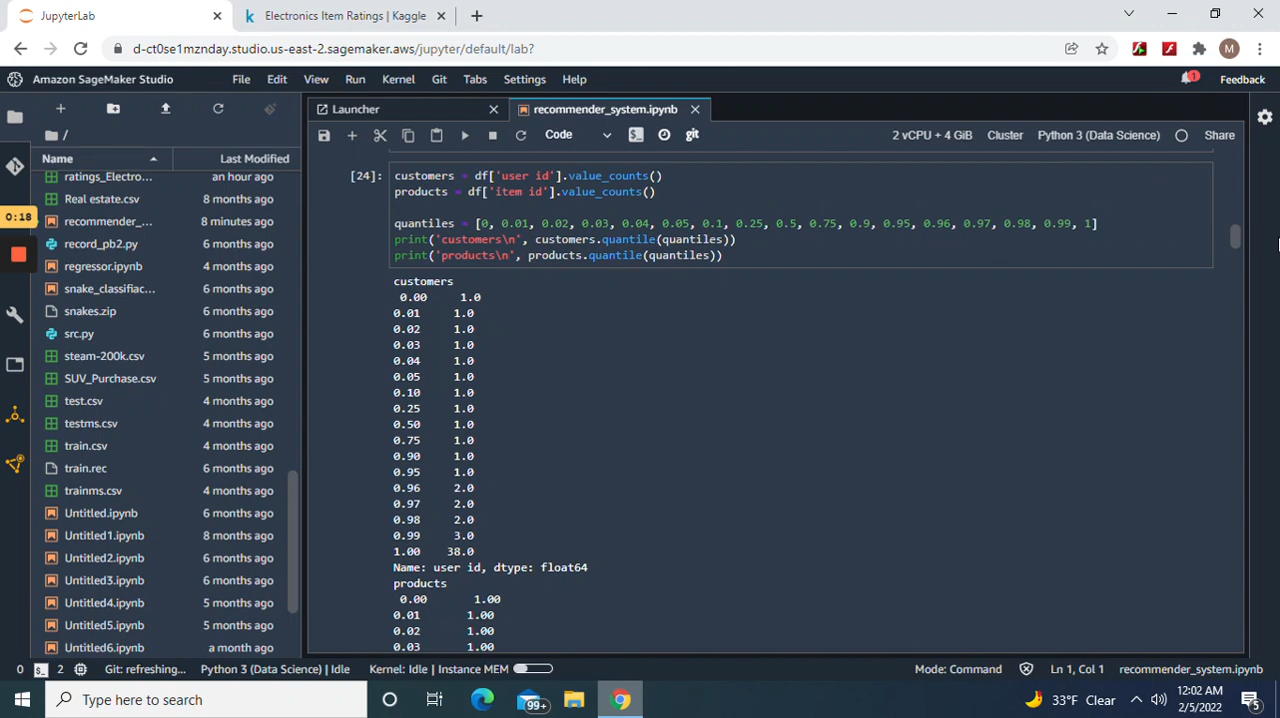 JupyterLab
Electronics Item Ratings | Kaggle
d-ct0se1mznday.studio.us-east-2.sagemaker.aws/jupyter/default/lab?
M
Amazon SageMaker Studio
File Edit View Run Kernel Git Tabs Settings Help
1
Feedback
Launcher
recommender_system.ipynb
/
Code
git
2 vCPU + 4 GiB Cluster Python 3 (Data Science) Share
Name Last Modified
ratings_Electro... an hour ago
Real estate.csv 8 months ago
recommender_... 8 minutes ago
record_pb2.py 6 months ago
regressor.ipynb 4 months ago
snake_classifiac... 6 months ago
snakes.zip 6 months ago
src.py 6 months ago
steam-200k.csv 5 months ago
SUV_Purchase.csv 5 months ago
test.csv 4 months ago
testms.csv 4 months ago
train.csv 4 months ago
train.rec 6 months ago
trainms.csv 4 months ago
Untitled.ipynb 6 months ago
Untitled1.ipynb 8 months ago
Untitled2.ipynb 6 months ago
Untitled3.ipynb 6 months ago
Untitled4.ipynb 5 months ago
Untitled5.ipynb 5 months ago
Untitled6.ipynb a month ago
0:18
[24]:
customers = df['user id'].value_counts()
products = df['item id'].value_counts()
quantiles = [0, 0.01, 0.02, 0.03, 0.04, 0.05, 0.1, 0.25, 0.5, 0.75, 0.9, 0.95, 0.96, 0.97, 0.98, 0.99, 1]
print('customers\n', customers.quantile(quantiles))
print('products\n', products.quantile(quantiles))
customers
0.00 1.0
0.01 1.0
0.02 1.0
0.03 1.0
0.04 1.0
0.05 1.0
0.10 1.0
0.25 1.0
0.50 1.0
0.75 1.0
0.90 1.0
0.95 1.0
0.96 2.0
0.97 2.0
0.98 2.0
0.99 3.0
1.00 38.0
Name: user id, dtype: float64
products
0.00 1.00
0.01 1.00
0.02 1.00
0.03 1.00
0 2 Git: refreshing... Python 3 (Data Science) | Idle Kernel: Idle | Instance MEM Mode: Command Ln 1, Col 1 recommender_system.ipynb
Type here to search
99+
33°F Clear
12:02 AM
2/5/2022
5